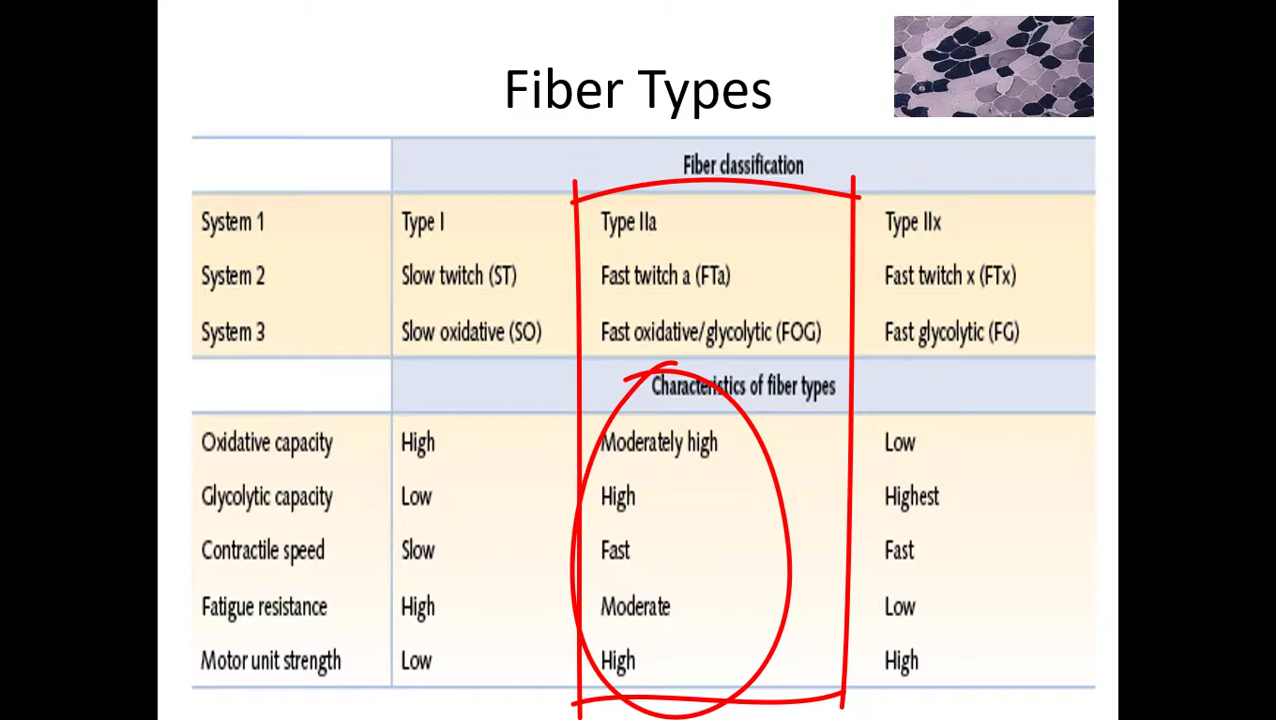 Fiber Types
Fiber classification
System 1 Type I Type IIa Type IIx
System 2 Slow twitch (ST) Fast twitch a (FTa) Fast twitch x (FTx)
System 3 Slow oxidative (SO) Fast oxidative/glycolytic (FOG) Fast glycolytic (FG)
Characteristics of fiber types
Oxidative capacity High Moderately high Low
Glycolytic capacity Low High Highest
Contractile speed Slow Fast Fast
Fatigue resistance High Moderate Low
Motor unit strength Low High High